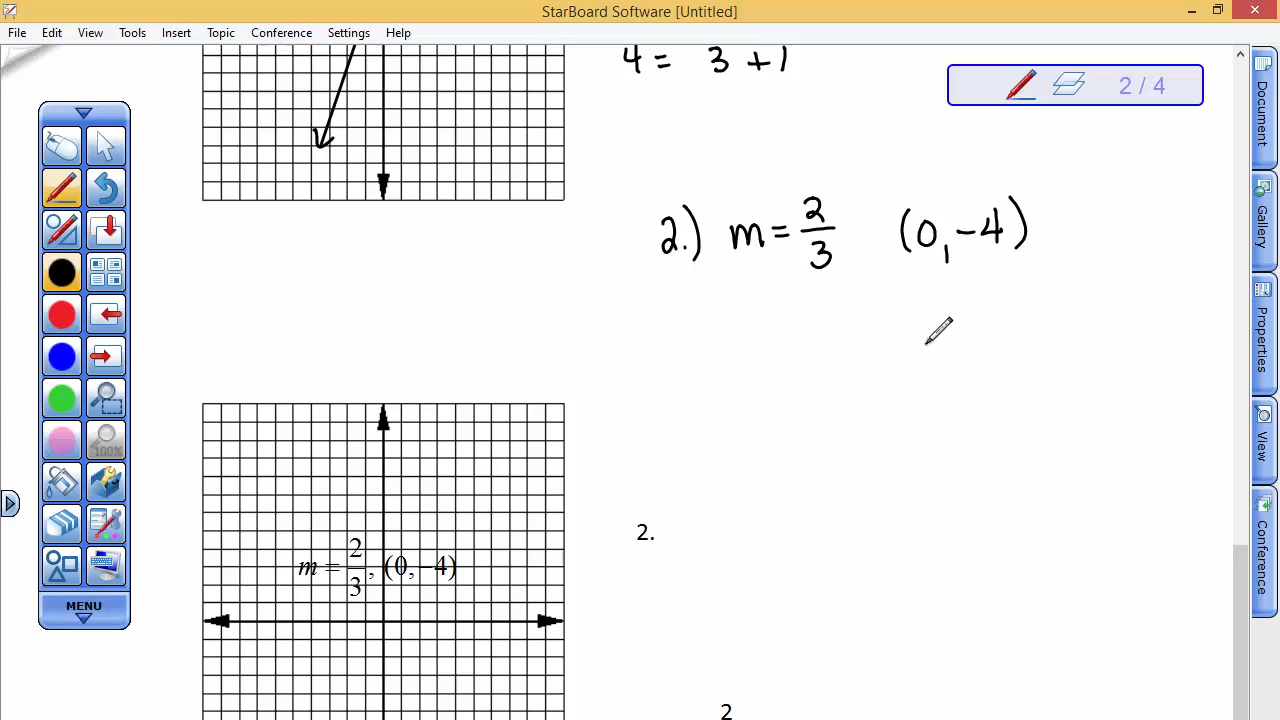 StarBoard Software [Untitled]
File Edit View Tools Insert Topic Conference Settings Help
4 = 3 + 1
2 / 4
2.) m = 2/3 (0, -4)
100%
MENU
Document
Gallery
Properties
View
Conference
2.
m = 2/3, (0, -4)
2